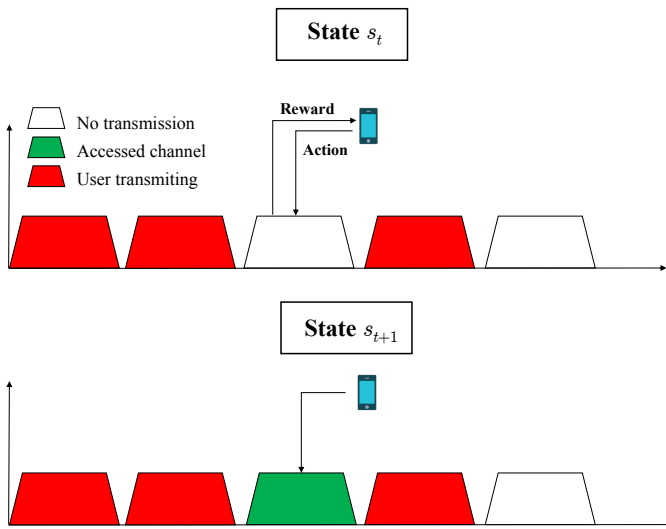 State s_t
Reward
Action
No transmission
Accessed channel
User transmiting
State s_{t+1}